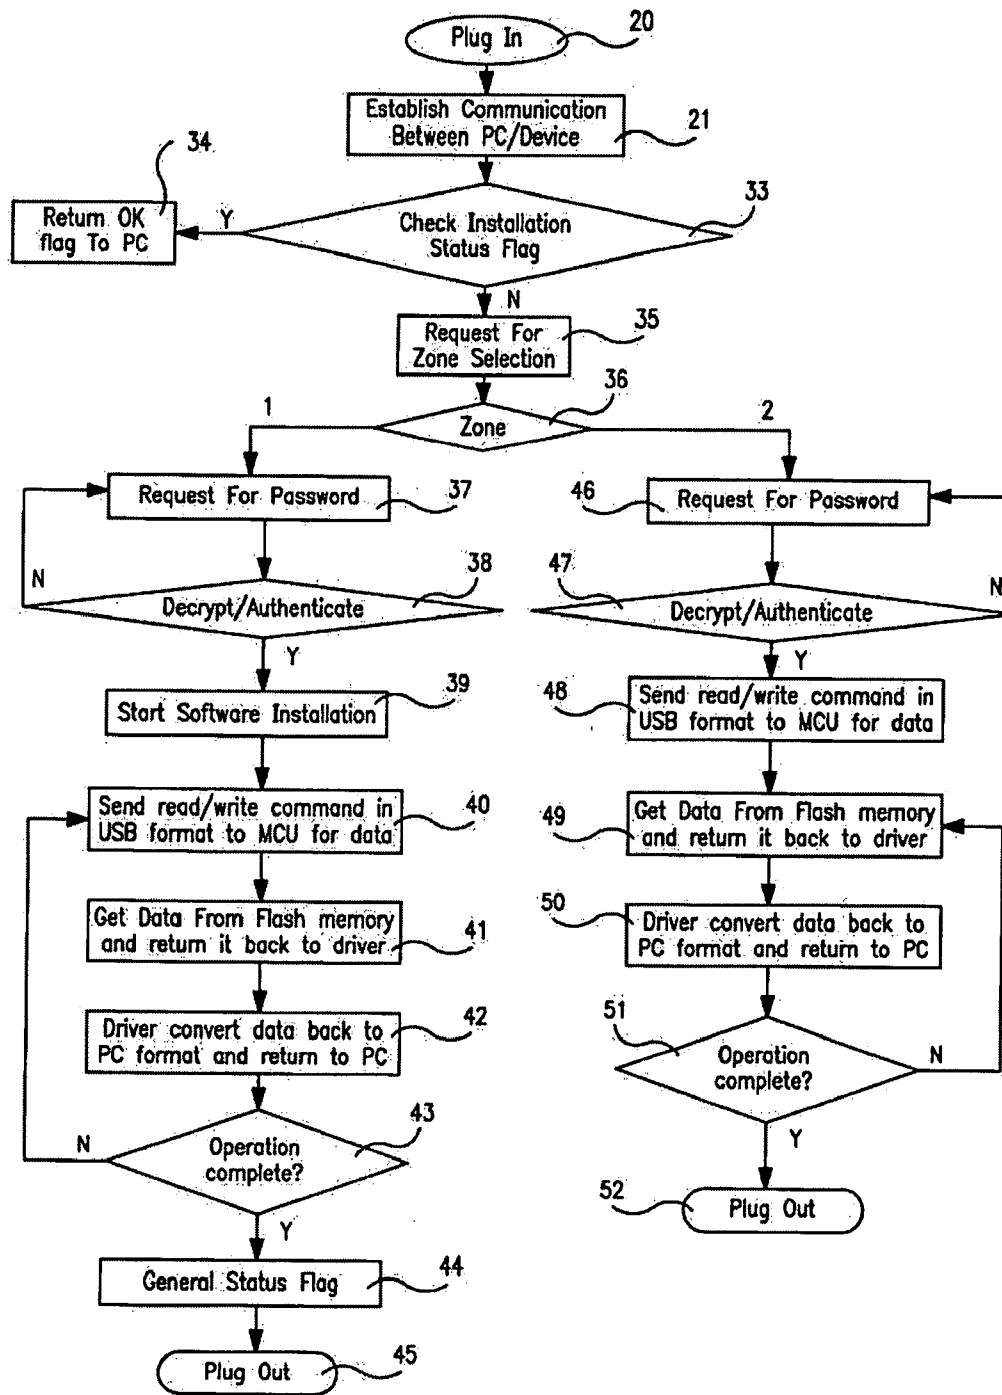 Plug In
20
Establish Communication
Between PC/Device
21
34
Return OK
flag To PC
Y
Check Installation
Status Flag
33
N
Request For
Zone Selection
35
36
1
Zone
2
Request For Password
37
46
Request For Password
N
38
Decrypt/Authenticate
47
Decrypt/Authenticate
N
Y
Y
39
Start Software Installation
48
Send read/write command in
USB format to MCU for data
Send read/write command in
USB format to MCU for data
40
49
Get Data From Flash memory
and return it back to driver
Get Data From Flash memory
and return it back to driver
41
50
Driver convert data back to
PC format and return to PC
Driver convert data back to
PC format and return to PC
42
51
Operation
complete?
N
N
Operation
complete?
43
Y
Y
52
Plug Out
General Status Flag
44
Plug Out
45